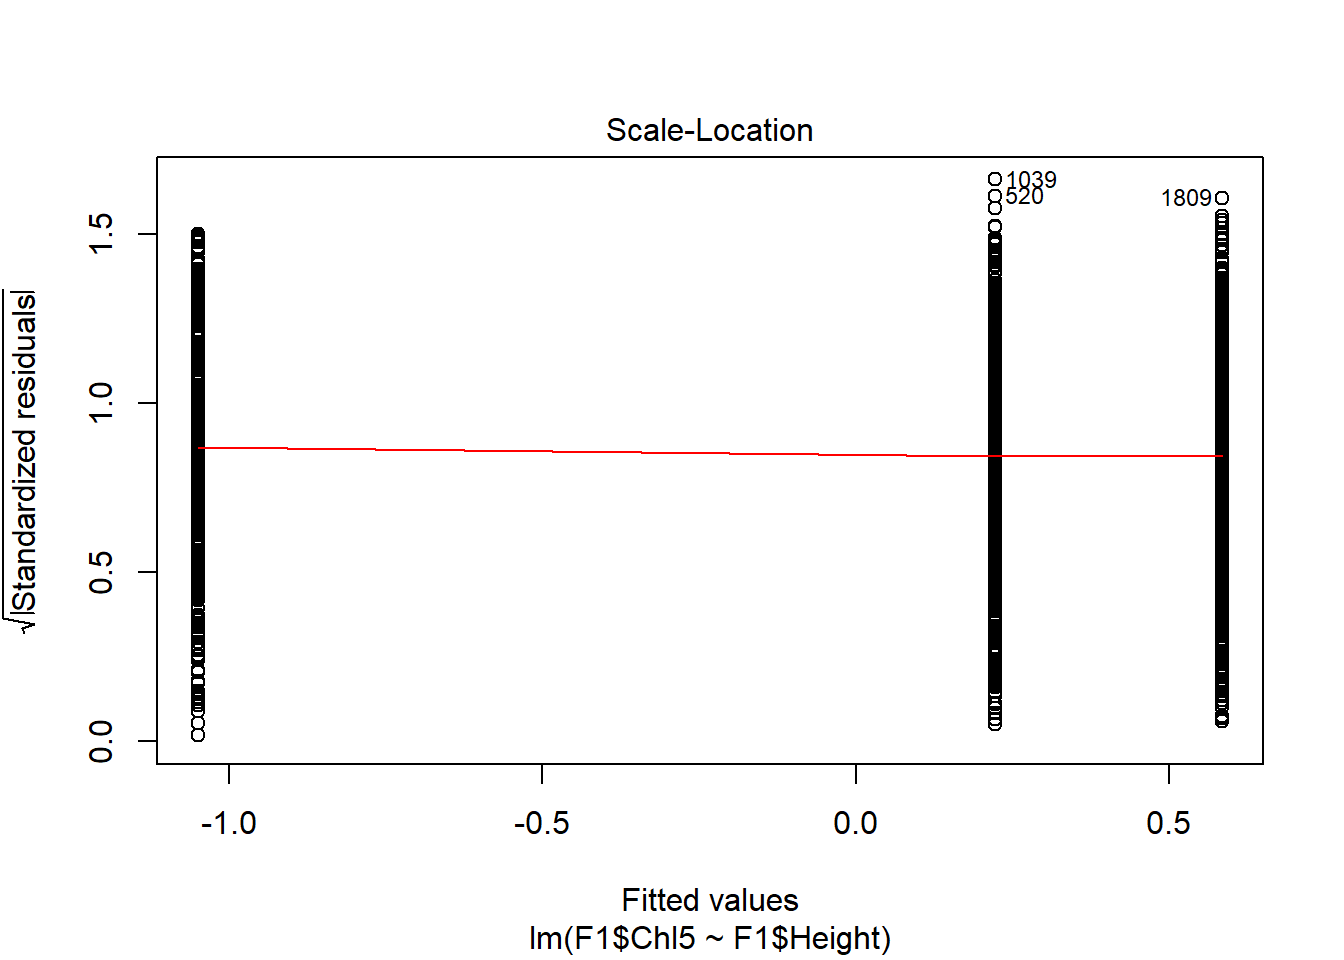 Scale-Location
√|Standardized residuals|
1.5
1.0
0.5
0.0
1039
520
1809
-1.0
-0.5
0.0
0.5
Fitted values
lm(F1$Chl5 ~ F1$Height)